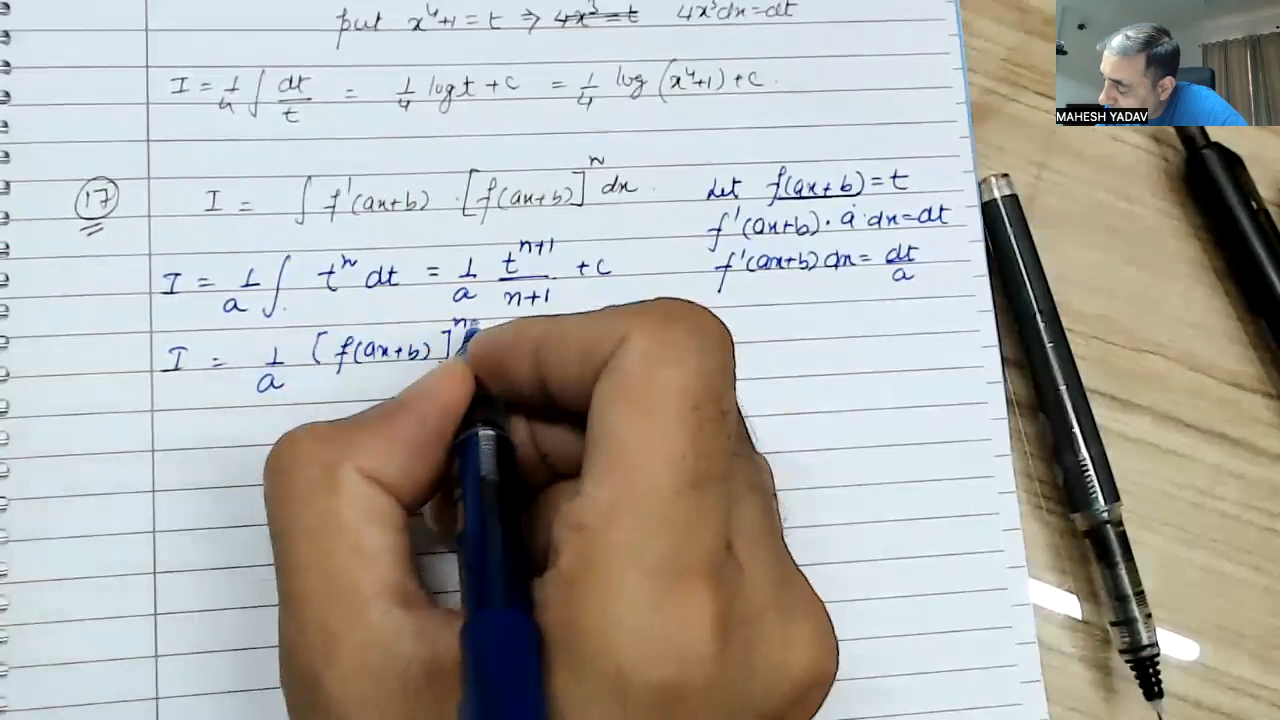 put x⁴+1 = t ⇒ 4x³ = t 4x³dx = dt
I = 1/4 ∫ dt/t = 1/4 log t + c = 1/4 log (x⁴+1) + c.
17 I = ∫ f'(ax+b) · [f(ax+b)]ⁿ dx. Let f(ax+b) = t
f'(ax+b) · a · dx = dt
I = 1/a ∫ tⁿ dt = 1/a tⁿ⁺¹/n+1 + c f'(ax+b) dx = dt/a
I = 1/a [f(ax+b)]ⁿ
MAHESH YADAV